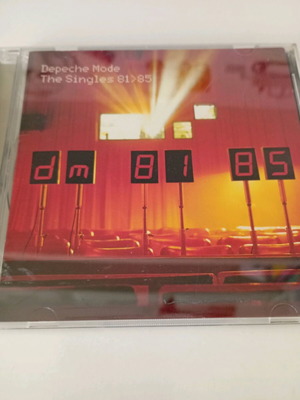 Depeche Mode
The Singles 81>85
dm 81 85